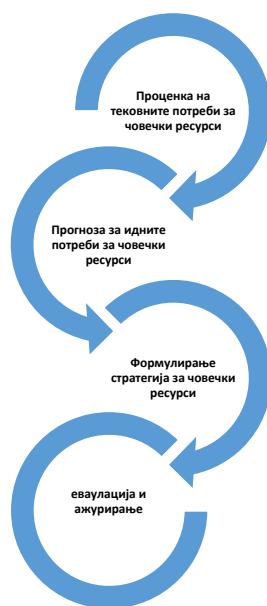 Проценка на
тековните потреби за
човечки ресурси
Прогноза за идните
потреби за човечки
ресурси
Формулирање
стратегија за човечки
ресурси
еваулација и
ажурирање